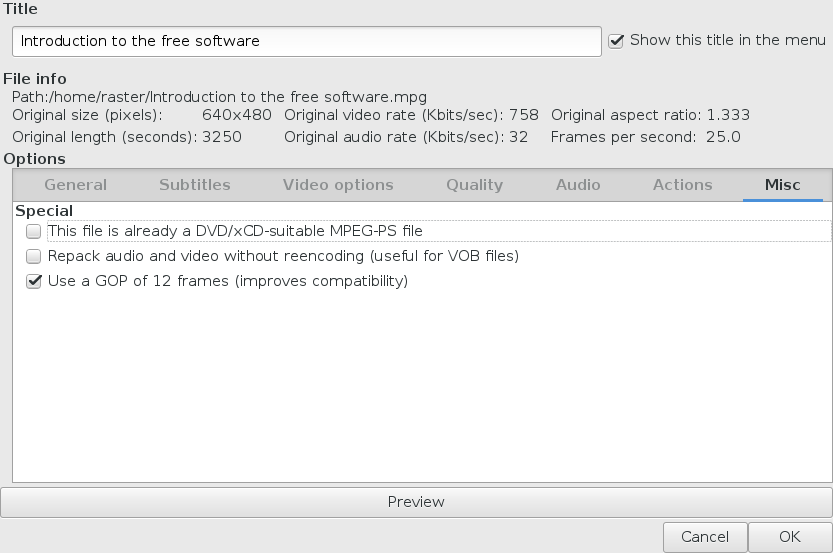 Title
Introduction to the free software Show this title in the menu
File info
Path:/home/raster/Introduction to the free software.mpg
Original size (pixels): 640x480 Original video rate (Kbits/sec): 758 Original aspect ratio: 1.333
Original length (seconds): 3250 Original audio rate (Kbits/sec): 32 Frames per second: 25.0
Options
General Subtitles Video options Quality Audio Actions Misc
Special
This file is already a DVD/xCD-suitable MPEG-PS file
Repack audio and video without reencoding (useful for VOB files)
Use a GOP of 12 frames (improves compatibility)
Preview
Cancel OK